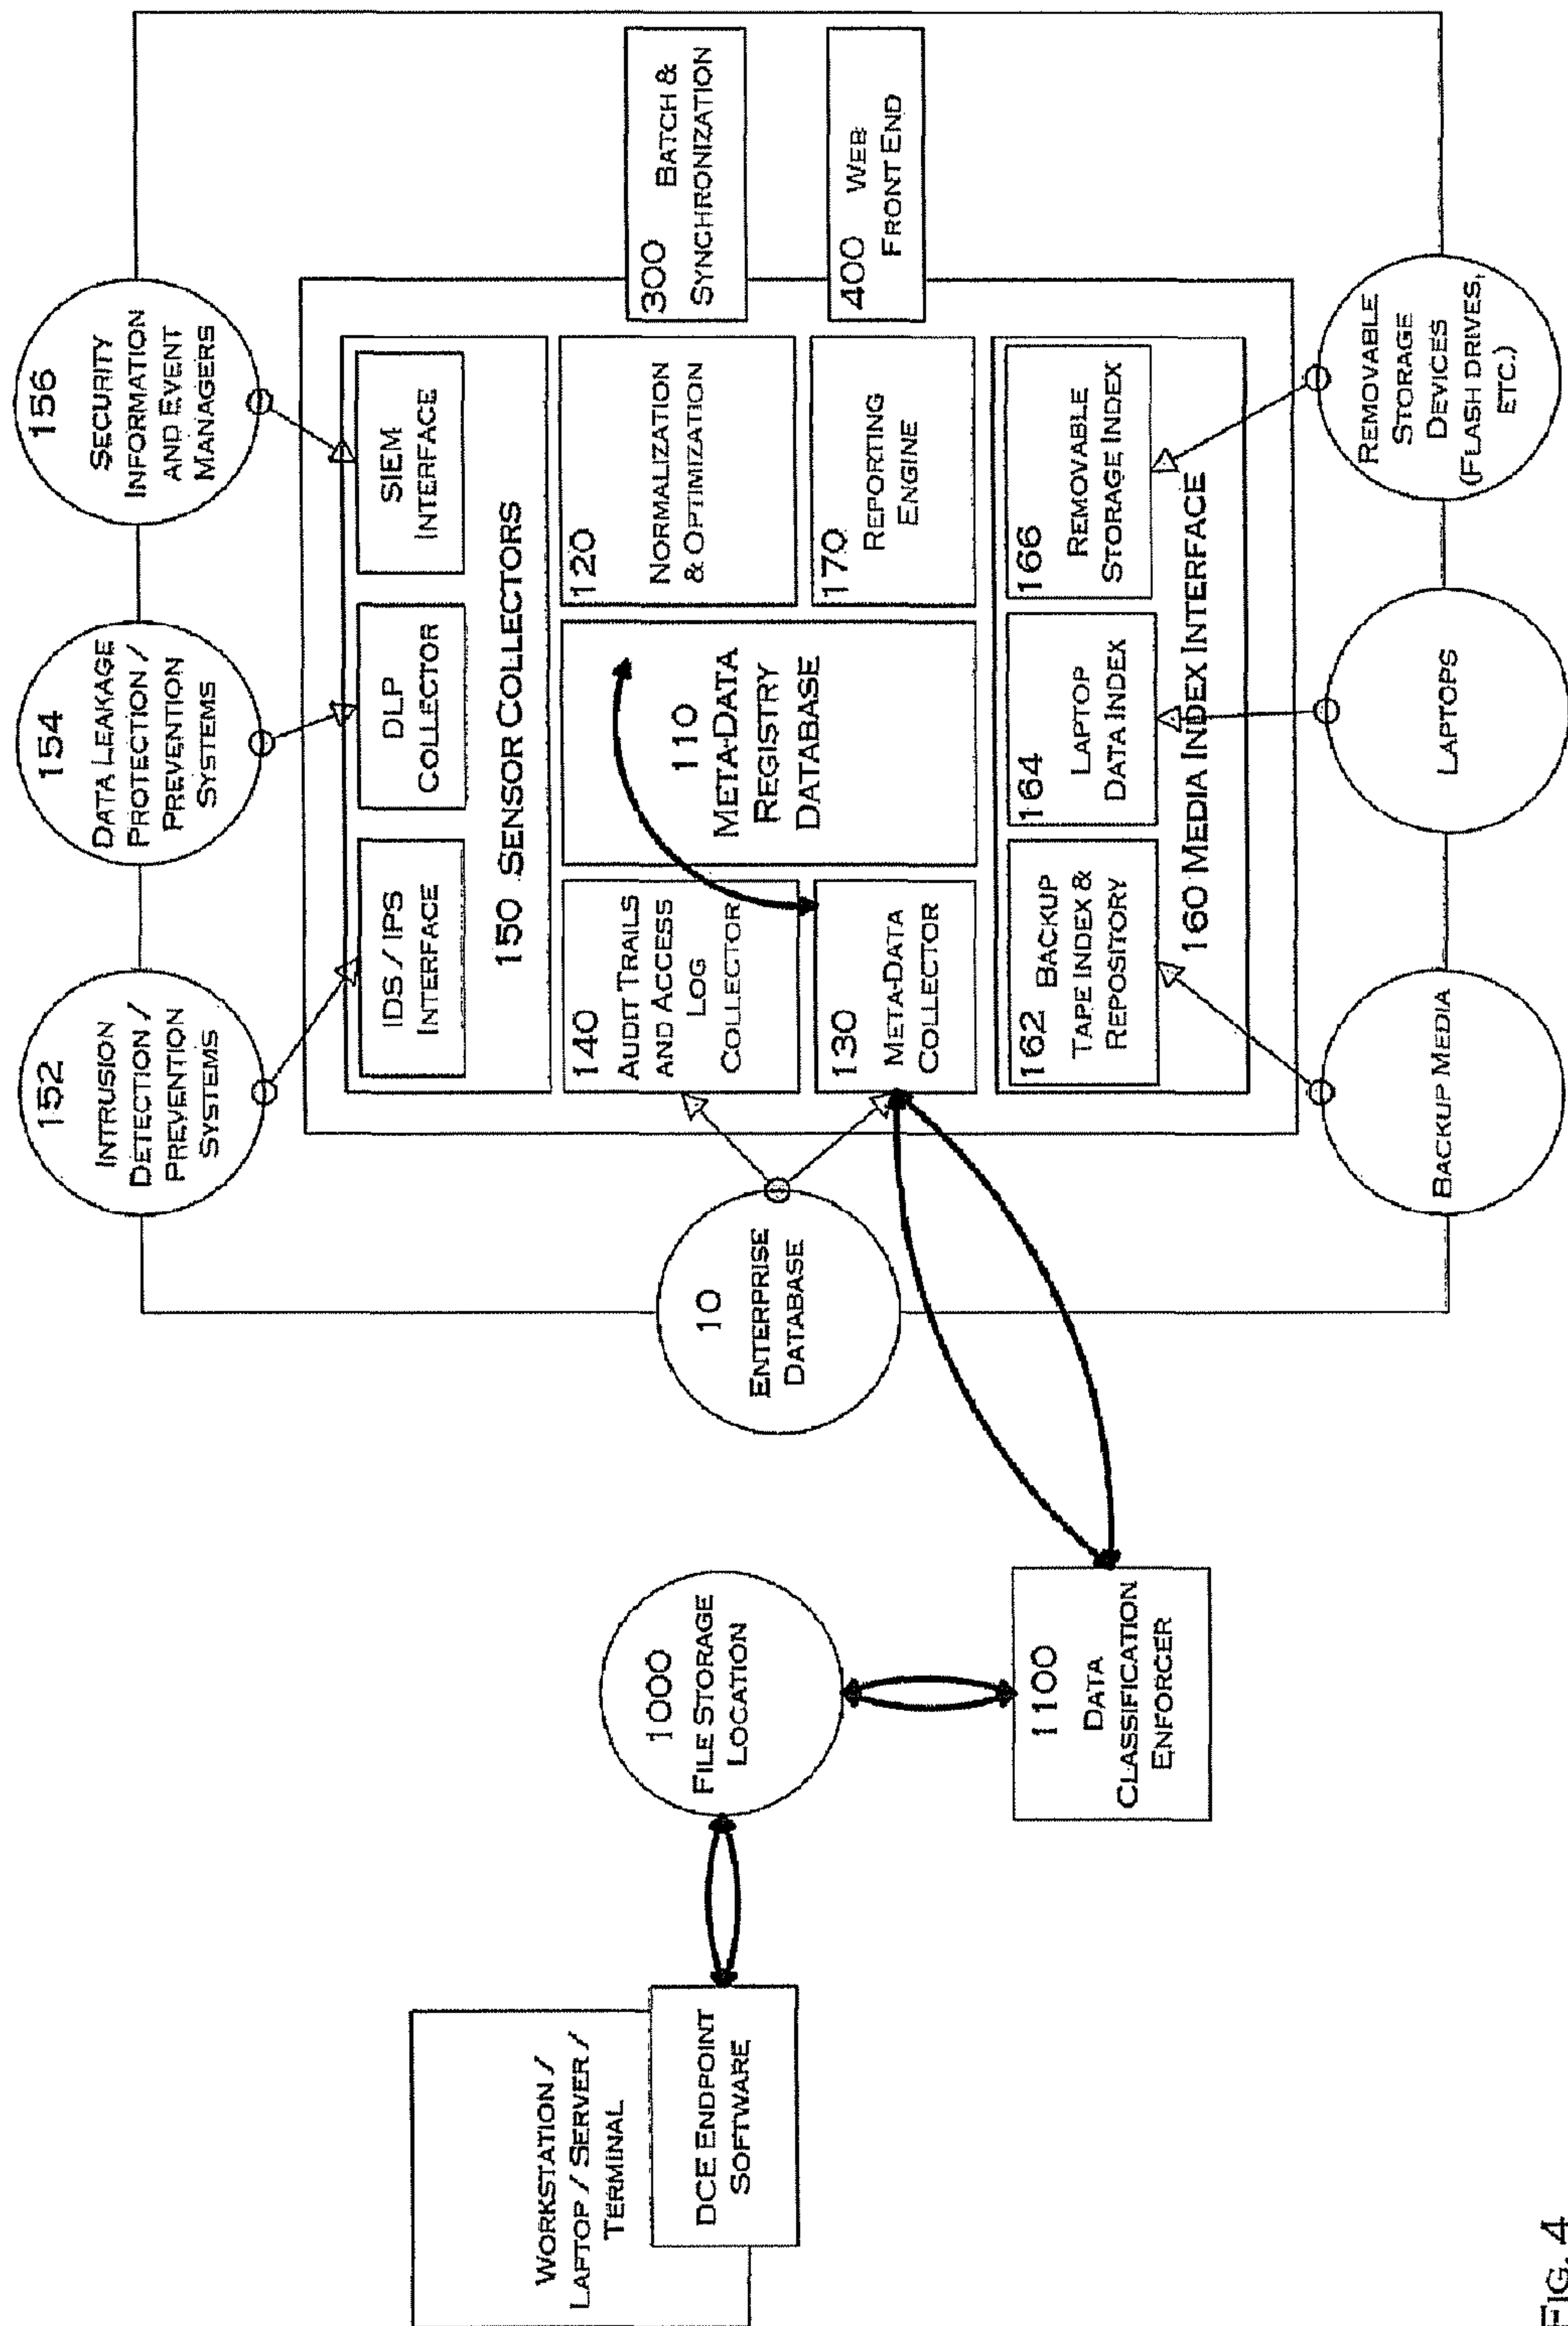 156
SECURITY
INFORMATION
AND EVENT
MANAGERS
154
DATA LEAKAGE
PROTECTION /
PREVENTION
SYSTEMS
152
INTRUSION
DETECTION /
PREVENTION
SYSTEMS
SIEM
INTERFACE
DLP
COLLECTOR
IDS / IPS
INTERFACE
150 SENSOR COLLECTORS
300 BATCH &
SYNCHRONIZATION
400 WEB
FRONT END
120
NORMALIZATION
& OPTIMIZATION
170
REPORTING
ENGINE
110
META-DATA
REGISTRY
DATABASE
140
AUDIT TRAILS
AND ACCESS
LOG
COLLECTOR
130
META-DATA
COLLECTOR
166
REMOVABLE
STORAGE INDEX
164
LAPTOP
DATA INDEX
162 BACKUP
TAPE INDEX &
REPOSITORY
160 MEDIA INDEX INTERFACE
REMOVABLE
STORAGE
DEVICES
(FLASH DRIVES,
ETC.)
LAPTOPS
BACKUP MEDIA
10
ENTERPRISE
DATABASE
1000
FILE STORAGE
LOCATION
1100
DATA
CLASSIFICATION
ENFORCER
WORKSTATION /
LAPTOP / SERVER /
TERMINAL
DCE ENDPOINT
SOFTWARE
FIG. 4